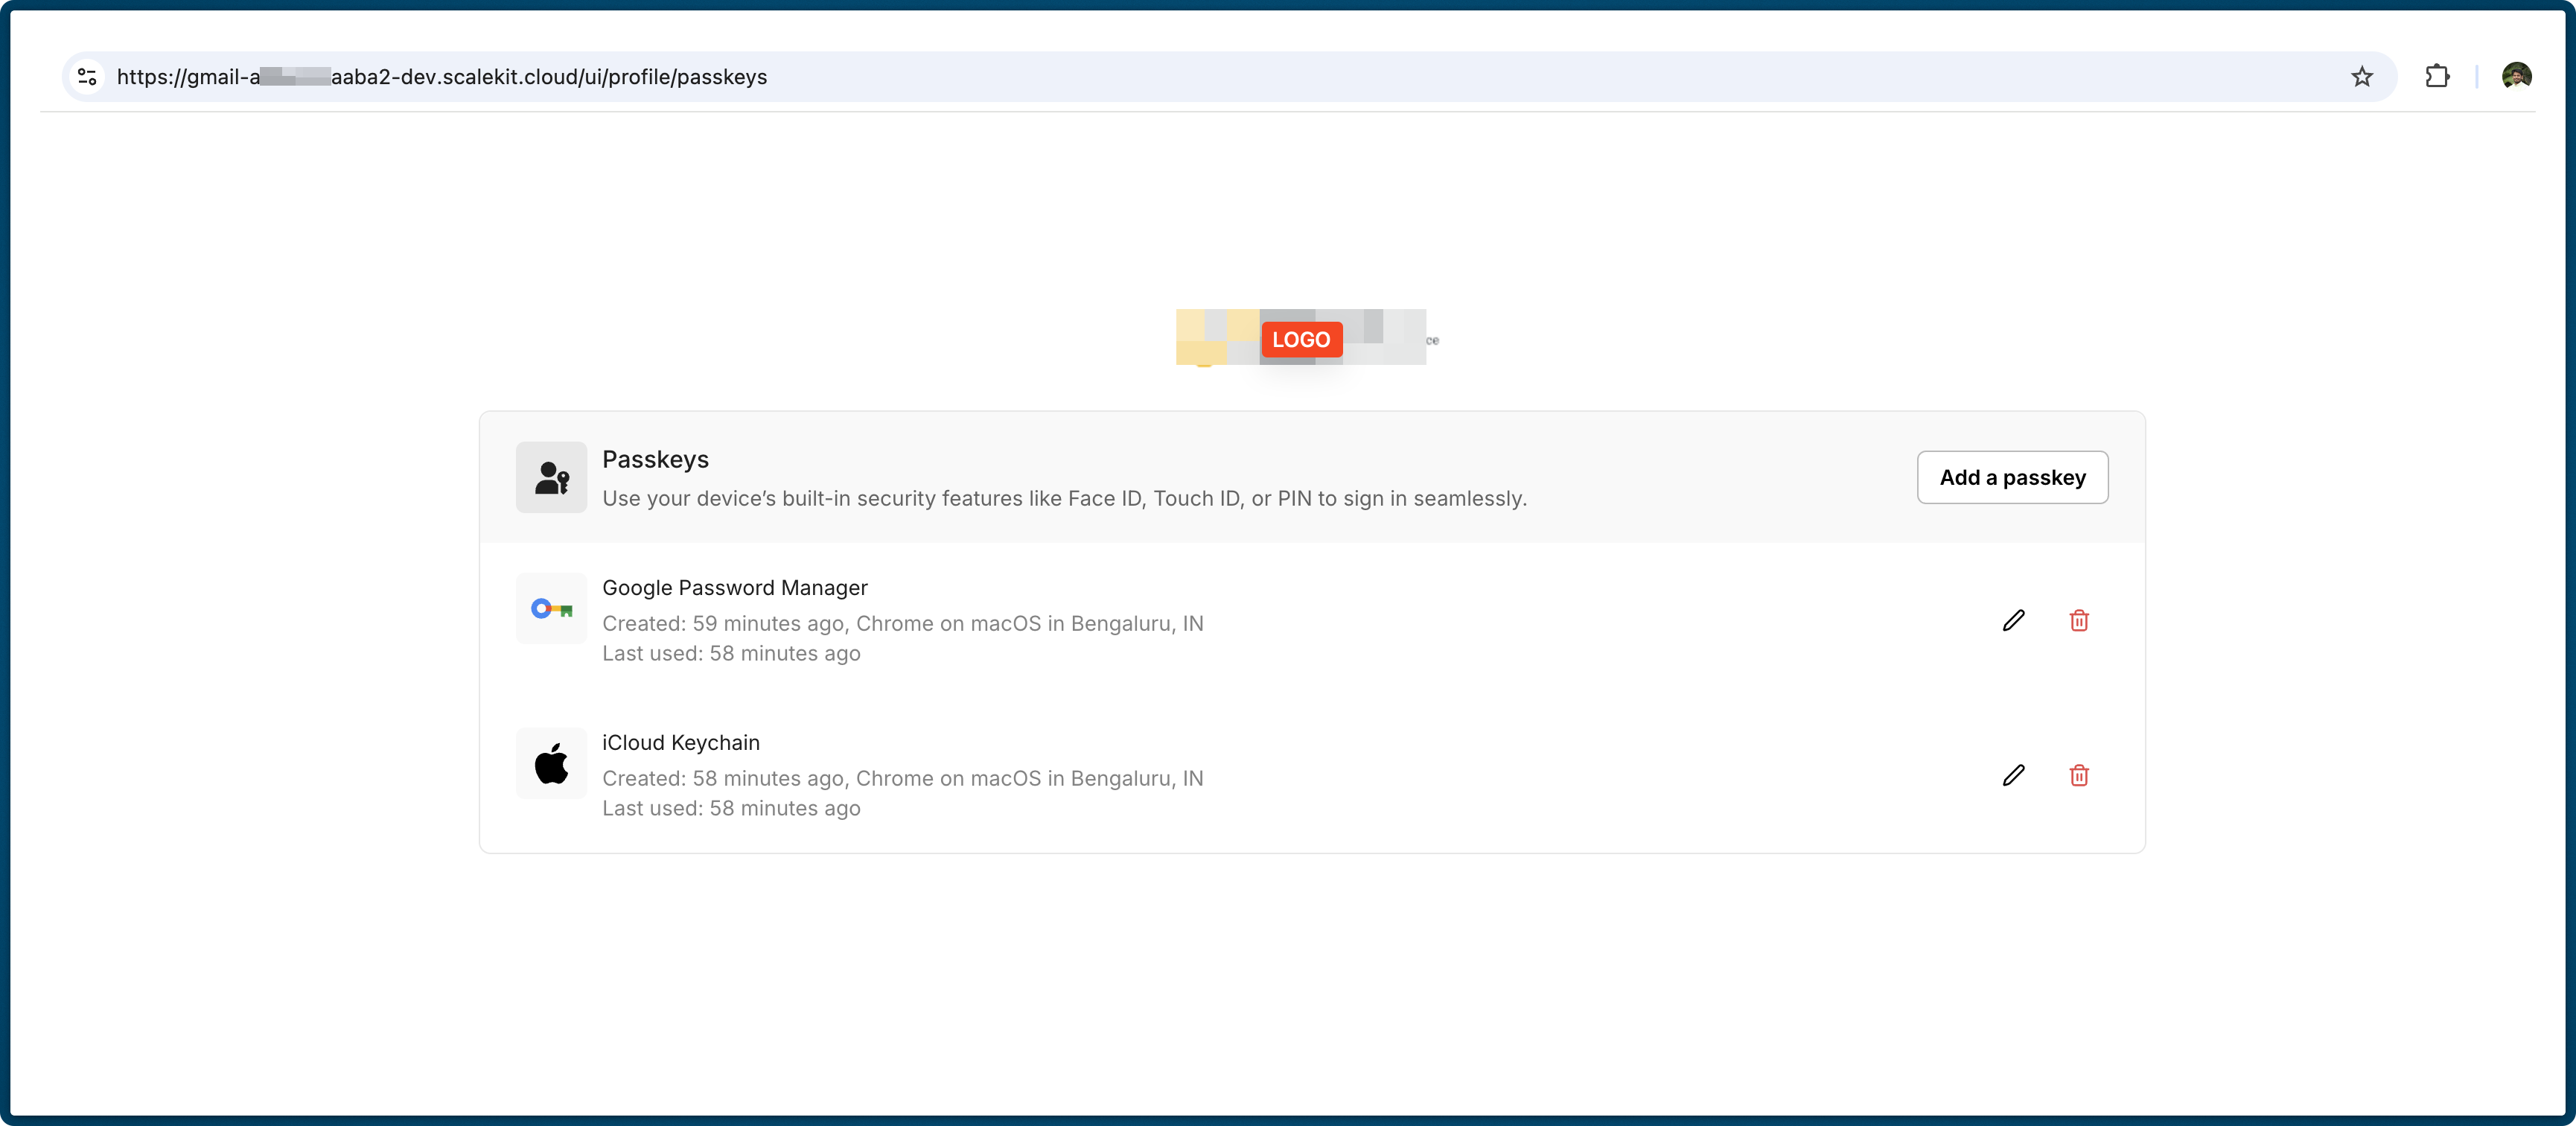 https://gmail-a aaba2-dev.scalekit.cloud/ui/profile/passkeys
LOGO
ce
Passkeys
Use your device’s built-in security features like Face ID, Touch ID, or PIN to sign in seamlessly.
Add a passkey
Google Password Manager
Created: 59 minutes ago, Chrome on macOS in Bengaluru, IN
Last used: 58 minutes ago
iCloud Keychain
Created: 58 minutes ago, Chrome on macOS in Bengaluru, IN
Last used: 58 minutes ago